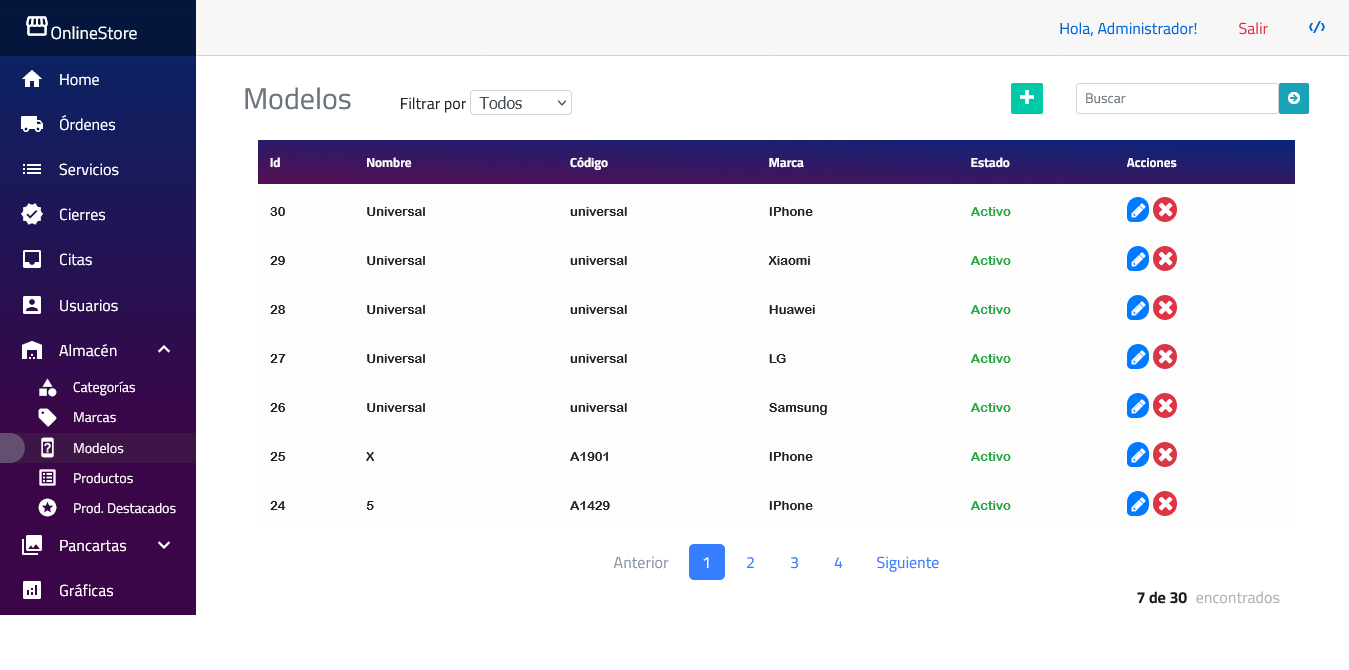 OnlineStore
Hola, Administrador! Salir
Home
Órdenes
Servicios
Cierres
Citas
Usuarios
Almacén
Categorías
Marcas
Modelos
Productos
Prod. Destacados
Pancartas
Gráficas
Modelos Filtrar por Todos Buscar
Id Nombre Código Marca Estado Acciones
30 Universal universal IPhone Activo
29 Universal universal Xiaomi Activo
28 Universal universal Huawei Activo
27 Universal universal LG Activo
26 Universal universal Samsung Activo
25 X A1901 IPhone Activo
24 5 A1429 IPhone Activo
Anterior 1 2 3 4 Siguiente
7 de 30 encontrados